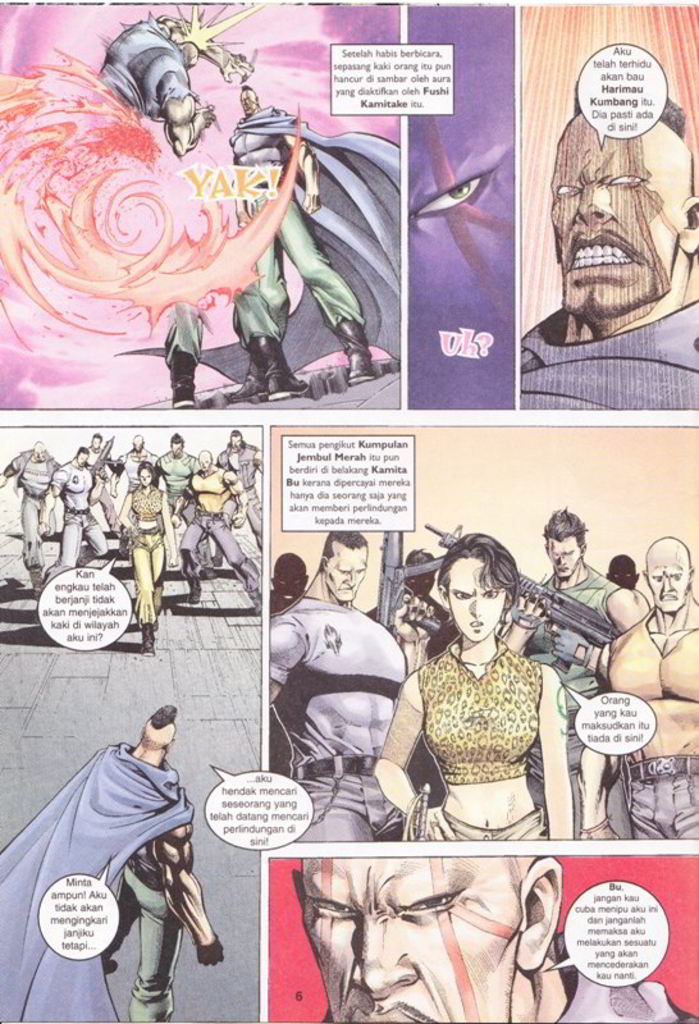 YAK!
Setelah habis berbicara,
sepasang kaki orang itu pun
hancur di sambar oleh aura
yang diaktifkan oleh Fushi
Kamitake itu.
Uh?
Aku
telah terhidu
akan bau
Harimau
Kumbang itu.
Dia pasti ada
di sini!
Kan
engkau telah
berjanji tidak
akan menjejakkan
kaki di wilayah
aku ini?
Minta
ampun! Aku
tidak akan
mengingkari
janjiku
tetapi...
...aku
hendak mencari
seseorang yang
telah datang mencari
perlindungan di
sini!
Semua pengikut Kumpulan
Jembul Merah itu pun
berdiri di belakang Kamita
Bu kerana dipercayai mereka
hanya dia seorang saja yang
akan memberi perlindungan
kepada mereka.
Orang
yang kau
maksudkan itu
tiada di sini!
Bu,
jangan kau
cuba menipu aku ini
dan janganlah
memaksa aku
melakukan sesuatu
yang akan
mencederakan
kau nanti.
6